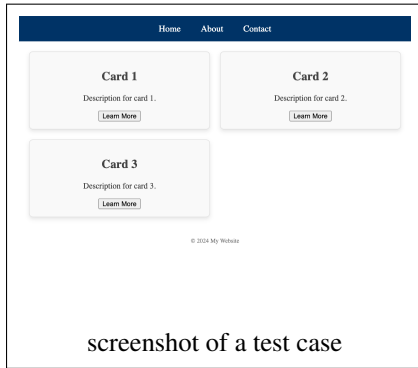 Home About Contact
Card 1
Description for card 1.
Learn More
Card 2
Description for card 2.
Learn More
Card 3
Description for card 3.
Learn More
© 2024 My Website
screenshot of a test case